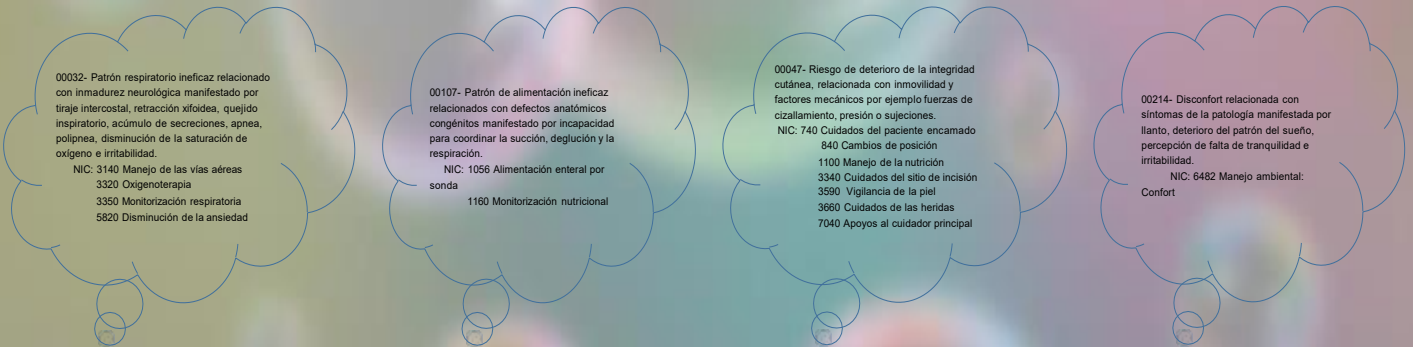 00032- Patrón respiratorio ineficaz relacionado
con inmadurez neurológica manifestado por
tiraje intercostal, retracción xifoidea, quejido
inspiratorio, acúmulo de secreciones, apnea,
polipnea, disminución de la saturación de
oxígeno e irritabilidad.
NIC: 3140 Manejo de las vías aéreas
3320 Oxigenoterapia
3350 Monitorización respiratoria
5820 Disminución de la ansiedad
00107- Patrón de alimentación ineficaz
relacionados con defectos anatómicos
congénitos manifestado por incapacidad
para coordinar la succión, deglución y la
respiración.
NIC: 1056 Alimentación enteral por
sonda
1160 Monitorización nutricional
00047- Riesgo de deterioro de la integridad
cutánea, relacionada con inmovilidad y
factores mecánicos por ejemplo fuerzas de
cizallamiento, presión o sujeciones.
NIC: 740 Cuidados del paciente encamado
840 Cambios de posición
1100 Manejo de la nutrición
3340 Cuidados del sitio de incisión
3590 Vigilancia de la piel
3660 Cuidados de las heridas
7040 Apoyos al cuidador principal
00214- Disconfort relacionada con
síntomas de la patología manifestada por
llanto, deterioro del patrón del sueño,
percepción de falta de tranquilidad e
irritabilidad.
NIC: 6482 Manejo ambiental:
Confort